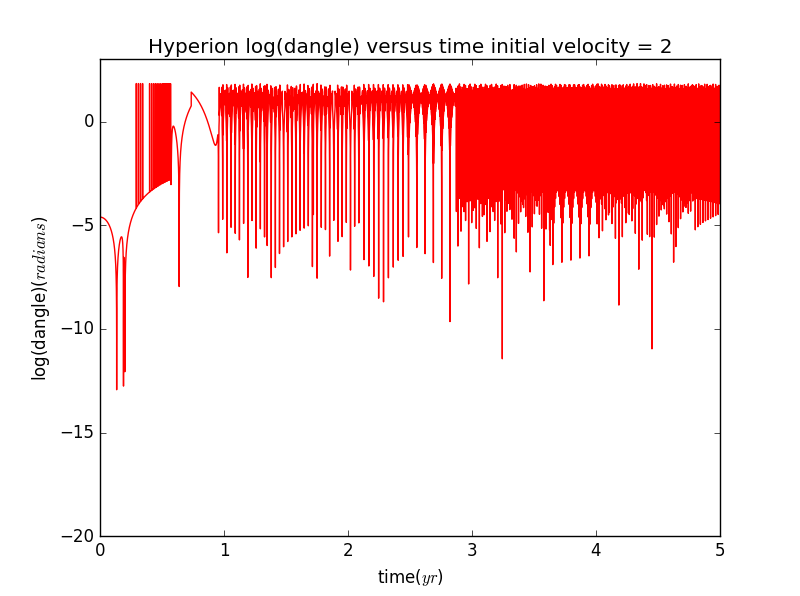 Hyperion log(dangle) versus time initial velocity = 2
0
−5
−10
−15
−20
log(dangle)(radians)
0 1 2 3 4 5
time(yr)